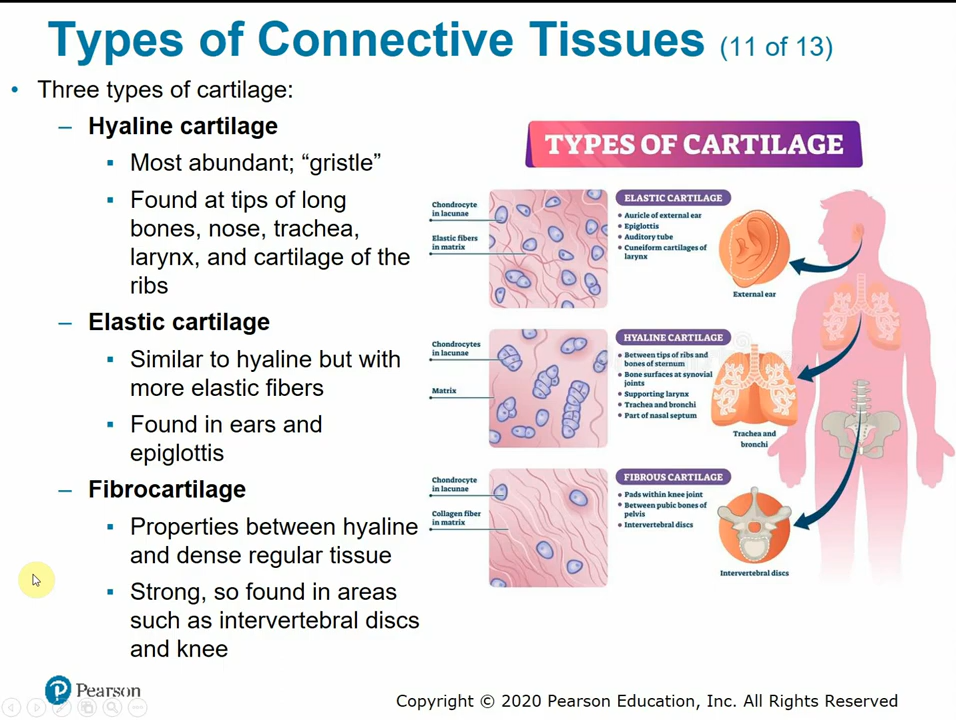 Types of Connective Tissues (11 of 13)
• Three types of cartilage:
– Hyaline cartilage
▪ Most abundant; “gristle”
▪ Found at tips of long
bones, nose, trachea,
larynx, and cartilage of the
ribs
– Elastic cartilage
▪ Similar to hyaline but with
more elastic fibers
▪ Found in ears and
epiglottis
– Fibrocartilage
▪ Properties between hyaline
and dense regular tissue
▪ Strong, so found in areas
such as intervertebral discs
and knee
TYPES OF CARTILAGE
Chondrocyte
in lacunae
Elastic fibers
in matrix
ELASTIC CARTILAGE
• Auricle of external ear
• Epiglottis
• Auditory tube
• Cuneiform cartilages of
larynx
External ear
Chondrocytes
in lacunae
Matrix
HYALINE CARTILAGE
• Between tips of ribs and
bones of sternum
• Bone surfaces at synovial
joints
• Supporting larynx
• Trachea and bronchi
• Part of nasal septum
Trachea and
bronchi
Chondrocyte
in lacunae
Collagen fiber
in matrix
FIBROUS CARTILAGE
• Pads within knee joint
• Between pubic bones of
pelvis
• Intervertebral discs
Intervertebral discs
P Pearson
Copyright © 2020 Pearson Education, Inc. All Rights Reserved